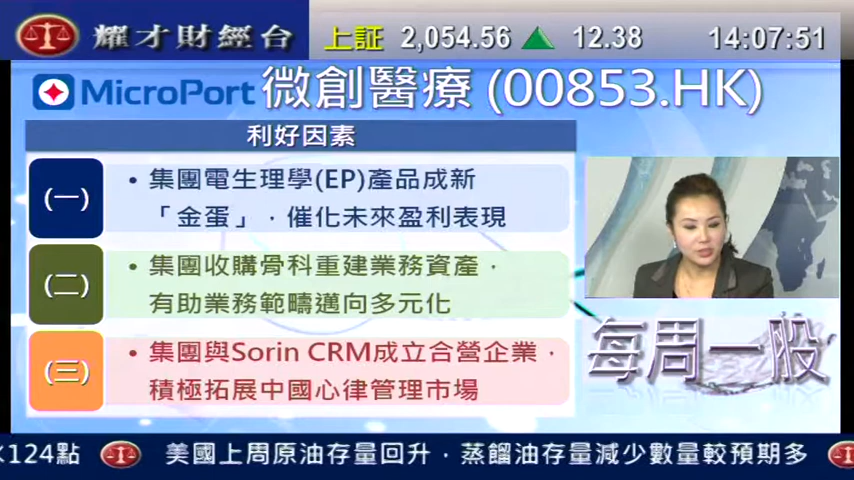 耀才財經台
上証 2,054.56 ▲ 12.38
14:07:51
MicroPort 微創醫療 (00853.HK)
利好因素
(一)
• 集團電生理學(EP)產品成新
「金蛋」，催化未來盈利表現
(二)
• 集團收購骨科重建業務資產，
有助業務範疇邁向多元化
(三)
• 集團與Sorin CRM成立合營企業，
積極拓展中國心律管理市場
每周一股
124點
美國上周原油存量回升，蒸餾油存量減少數量較預期多